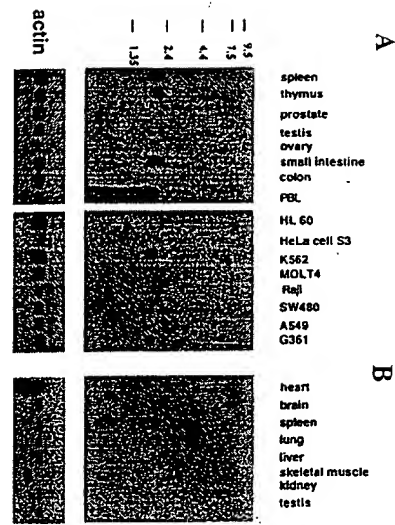 A
9.5
7.5
4.4
2.4
1.35
actin
spleen
thymus
prostate
testis
ovary
small intestine
colon
PBL
HL 60
HeLa cell S3
K562
MOLT4
Raji
SW480
A549
G361
B
heart
brain
spleen
lung
liver
skeletal muscle
kidney
testis